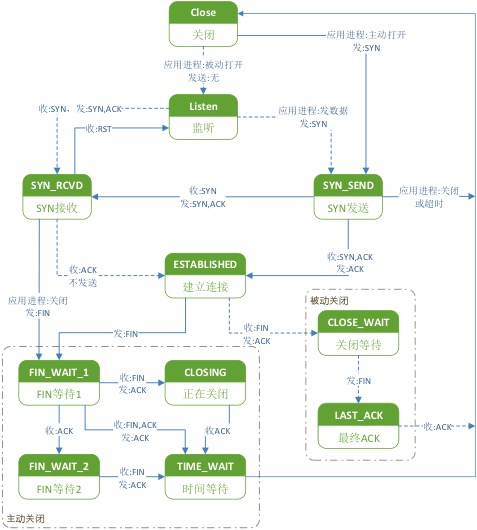 Close
关闭
应用进程:主动打开
发:SYN
应用进程:被动打开
发送:无
Listen
监听
收:SYN，发:SYN,ACK
应用进程:发数据
发:SYN
收:RST
SYN_RCVD
SYN接收
收:SYN
发:SYN,ACK
SYN_SEND
SYN发送
应用进程:关闭
或超时
收:SYN,ACK
发:ACK
收:ACK
不发送
ESTABLISHED
建立连接
应用进程:关闭
发:FIN
被动关闭
发:FIN
收:FIN
发:ACK
CLOSE_WAIT
关闭等待
FIN_WAIT_1
FIN等待1
收:FIN
发:ACK
CLOSING
正在关闭
发:FIN
LAST_ACK
最终ACK
收:ACK
收:ACK
收:FIN,ACK
发:ACK
收ACK
FIN_WAIT_2
FIN等待2
收:FIN
发:ACK
TIME_WAIT
时间等待
主动关闭